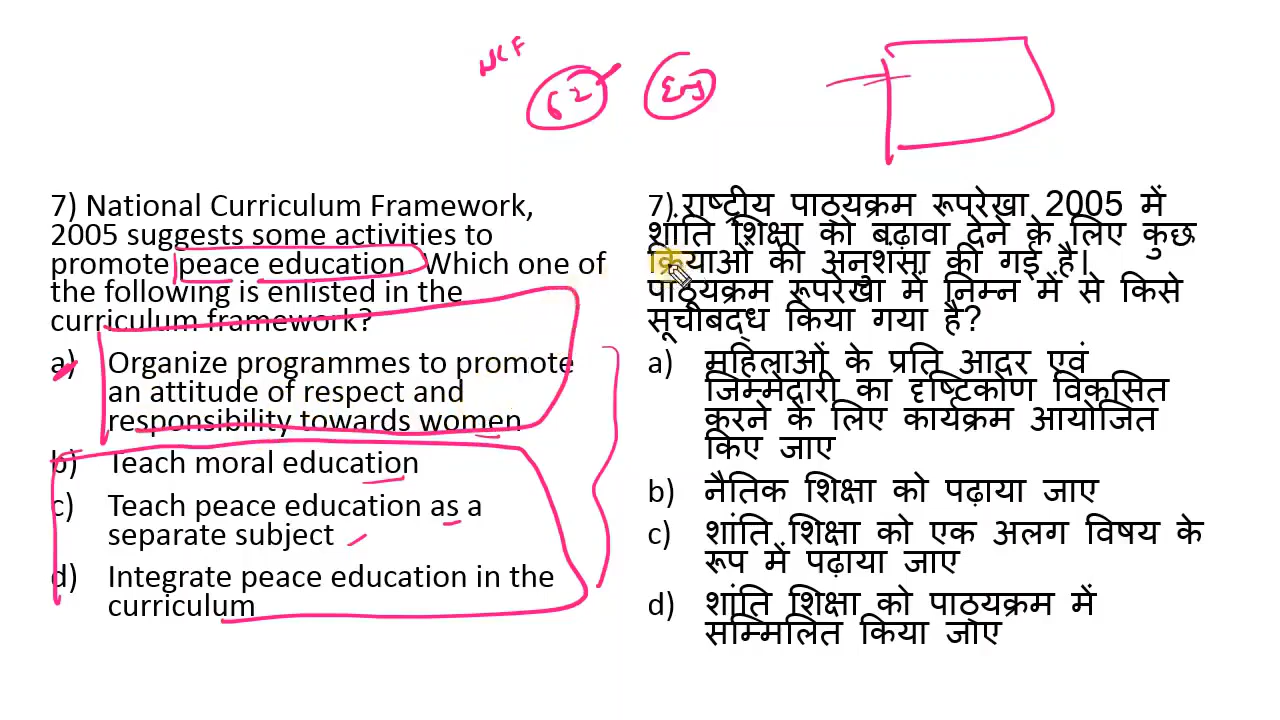 NCF
62
Eng
7) National Curriculum Framework,
2005 suggests some activities to
promote peace education. Which one of
the following is enlisted in the
curriculum framework?
a) Organize programmes to promote
an attitude of respect and
responsibility towards women
b) Teach moral education
c) Teach peace education as a
separate subject
d) Integrate peace education in the
curriculum
7) राष्ट्रीय पाठ्यक्रम रूपरेखा 2005 में
शांति शिक्षा को बढ़ावा देने के लिए कुछ
क्रियाओं की अनुशंसा की गई है।
पाठ्यक्रम रूपरेखा में निम्न में से किसे
सूचीबद्ध किया गया है?
a) महिलाओं के प्रति आदर एवं
जिम्मेदारी का दृष्टिकोण विकसित
करने के लिए कार्यक्रम आयोजित
किए जाए
b) नैतिक शिक्षा को पढ़ाया जाए
c) शांति शिक्षा को एक अलग विषय के
रूप में पढ़ाया जाए
d) शांति शिक्षा को पाठ्यक्रम में
सम्मिलित किया जाए